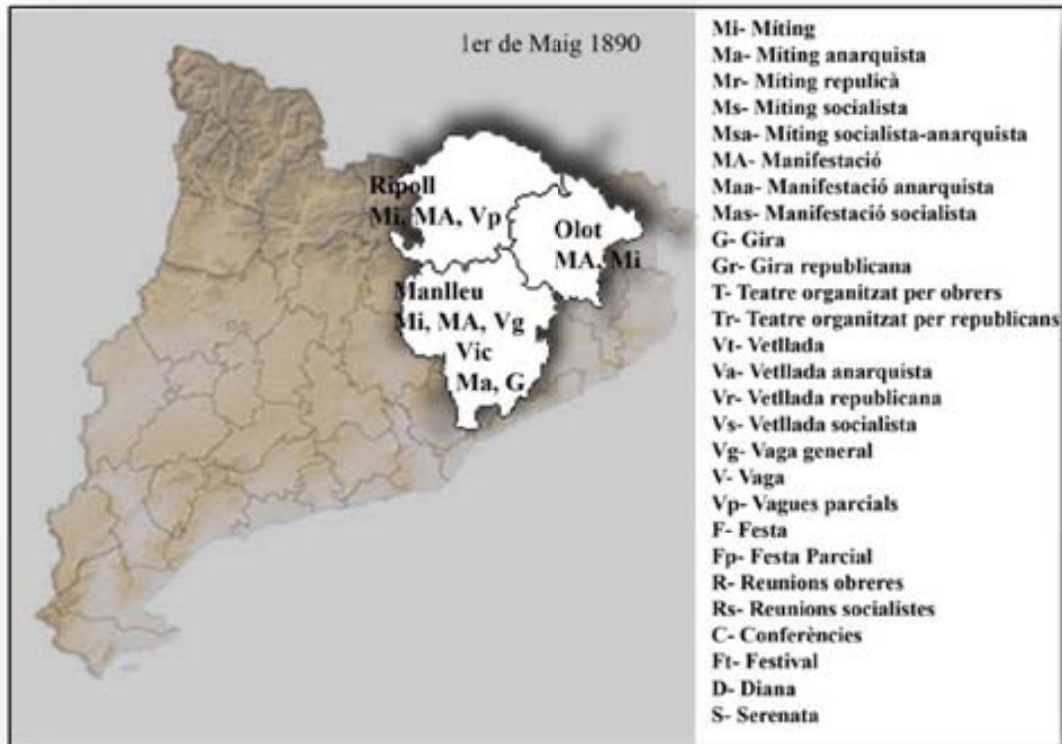 1er de Maig 1890
Ripoll
Mi, MA, Vp
Olot
MA, Mi
Manlleu
Mi, MA, Vg
Vic
Ma, G
Mi- Míting
Ma- Míting anarquista
Mr- Míting repulicà
Ms- Míting socialista
Msa- Míting socialista-anarquista
MA- Manifestació
Maa- Manifestació anarquista
Mas- Manifestació socialista
G- Gira
Gr- Gira republicana
T- Teatre organitzat per obrers
Tr- Teatre organitzat per republicans
Vt- Vetllada
Va- Vetllada anarquista
Vr- Vetllada republicana
Vs- Vetllada socialista
Vg- Vaga general
V- Vaga
Vp- Vagues parcials
F- Festa
Fp- Festa Parcial
R- Reunions obreres
Rs- Reunions socialistes
C- Conferències
Ft- Festival
D- Diana
S- Serenata